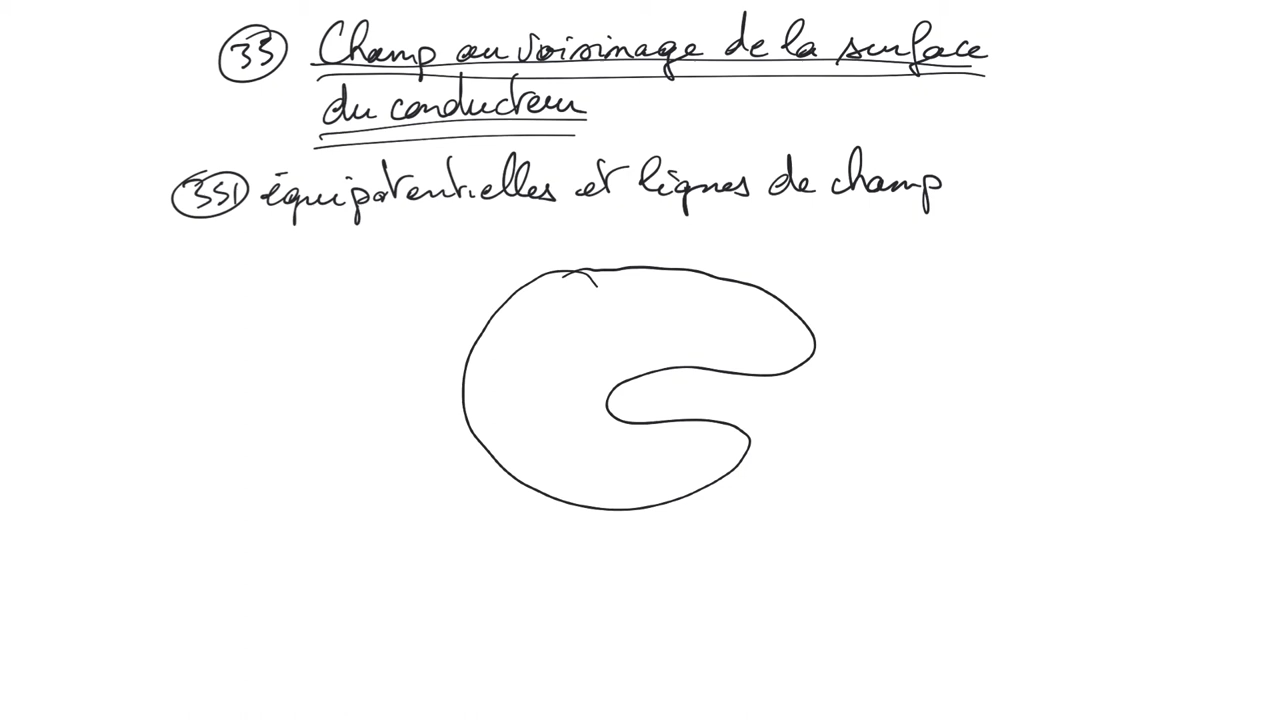 33 Champ au voisinage de la surface
du conducteur
331 équipotentielles et lignes de champ